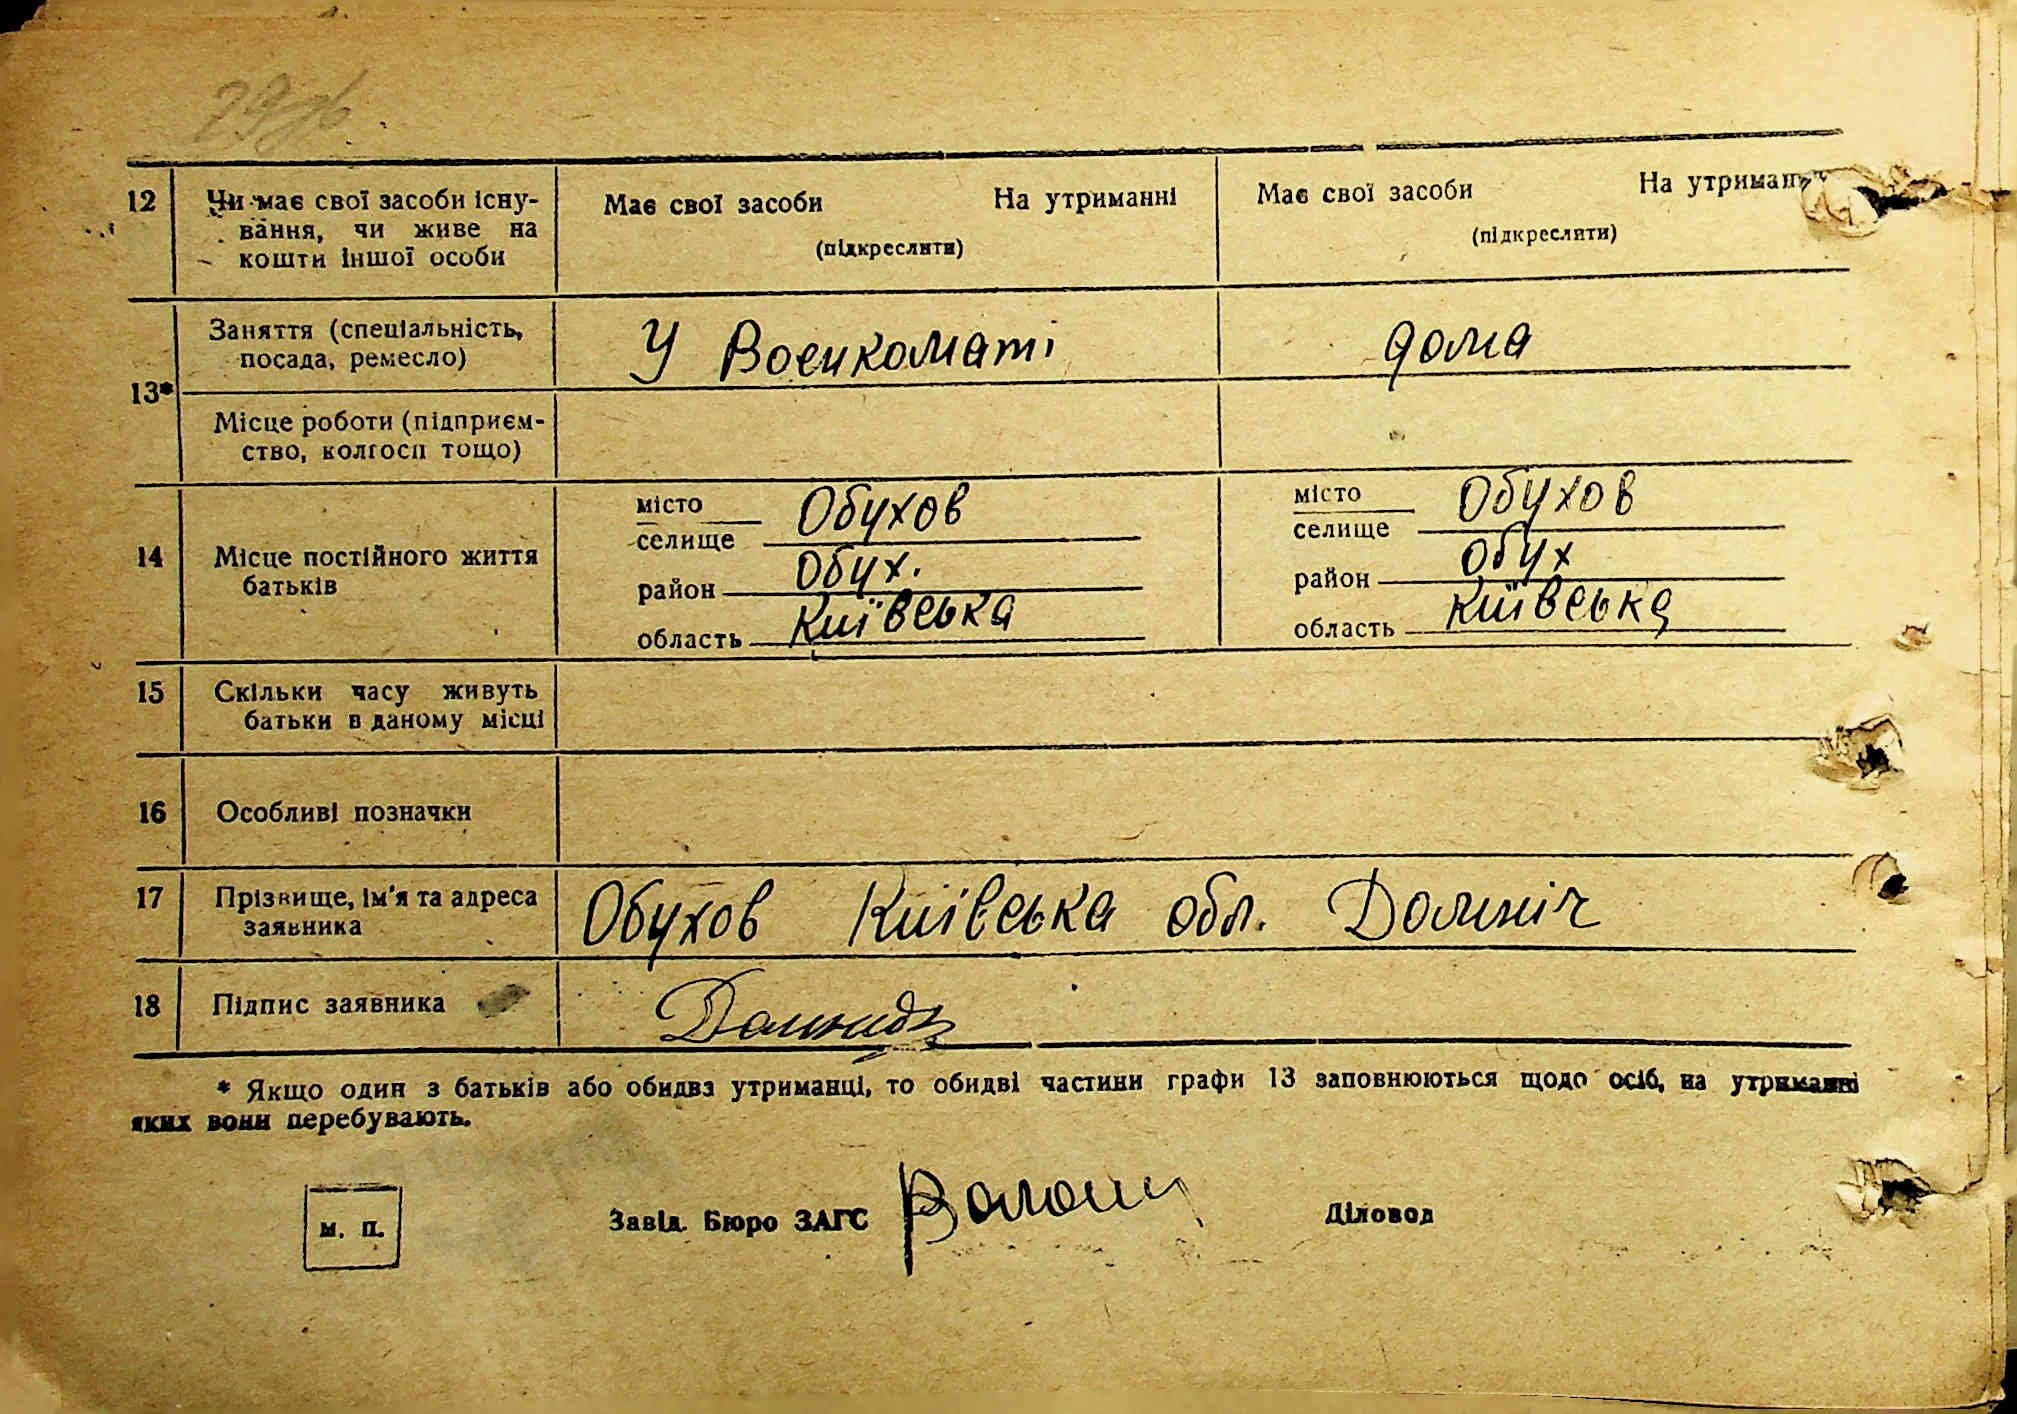 12 Чи має свої засоби існу-
вання, чи живе на
кошти іншої особи
Має свої засоби На утриманні
(підкреслити)
Має свої засоби На утриманні
(підкреслити)
13* Заняття (спеціальність,
посада, ремесло)
У Воєнкоматі
дома
Місце роботи (підприєм-
ство, колгосп тощо)
14 Місце постійного життя
батьків
місто
селище Обухов
район Обух.
область Київська
місто
селище Обухов
район Обух
область Київська
15 Скільки часу живуть
батьки в даному місці
16 Особливі позначки
17 Прізвище, ім'я та адреса
заявника
Обухов Київська обл.
18 Підпис заявника
* Якщо один з батьків або обидва утриманці, то обидві частини графи 13 заповнюються щодо осіб, на утриманні
яких вони перебувають.
м. п.
Завід. Бюро ЗАГС
Діловод